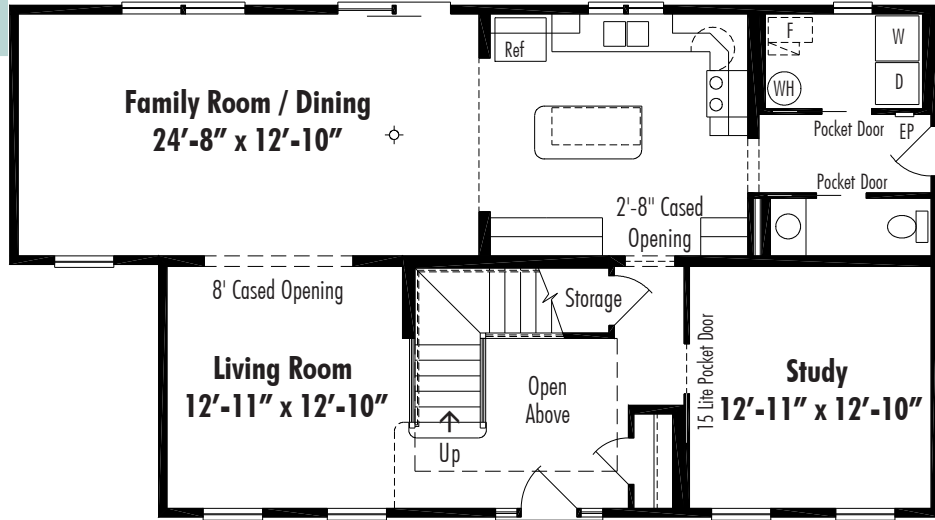 Ref
F
W
WH
D
Family Room / Dining
24'-8" x 12'-10"
Pocket Door
EP
Pocket Door
2'-8" Cased
Opening
8' Cased Opening
Storage
Living Room
12'-11" x 12'-10"
Open
Above
Up
15 Lite Pocket Door
Study
12'-11" x 12'-10"